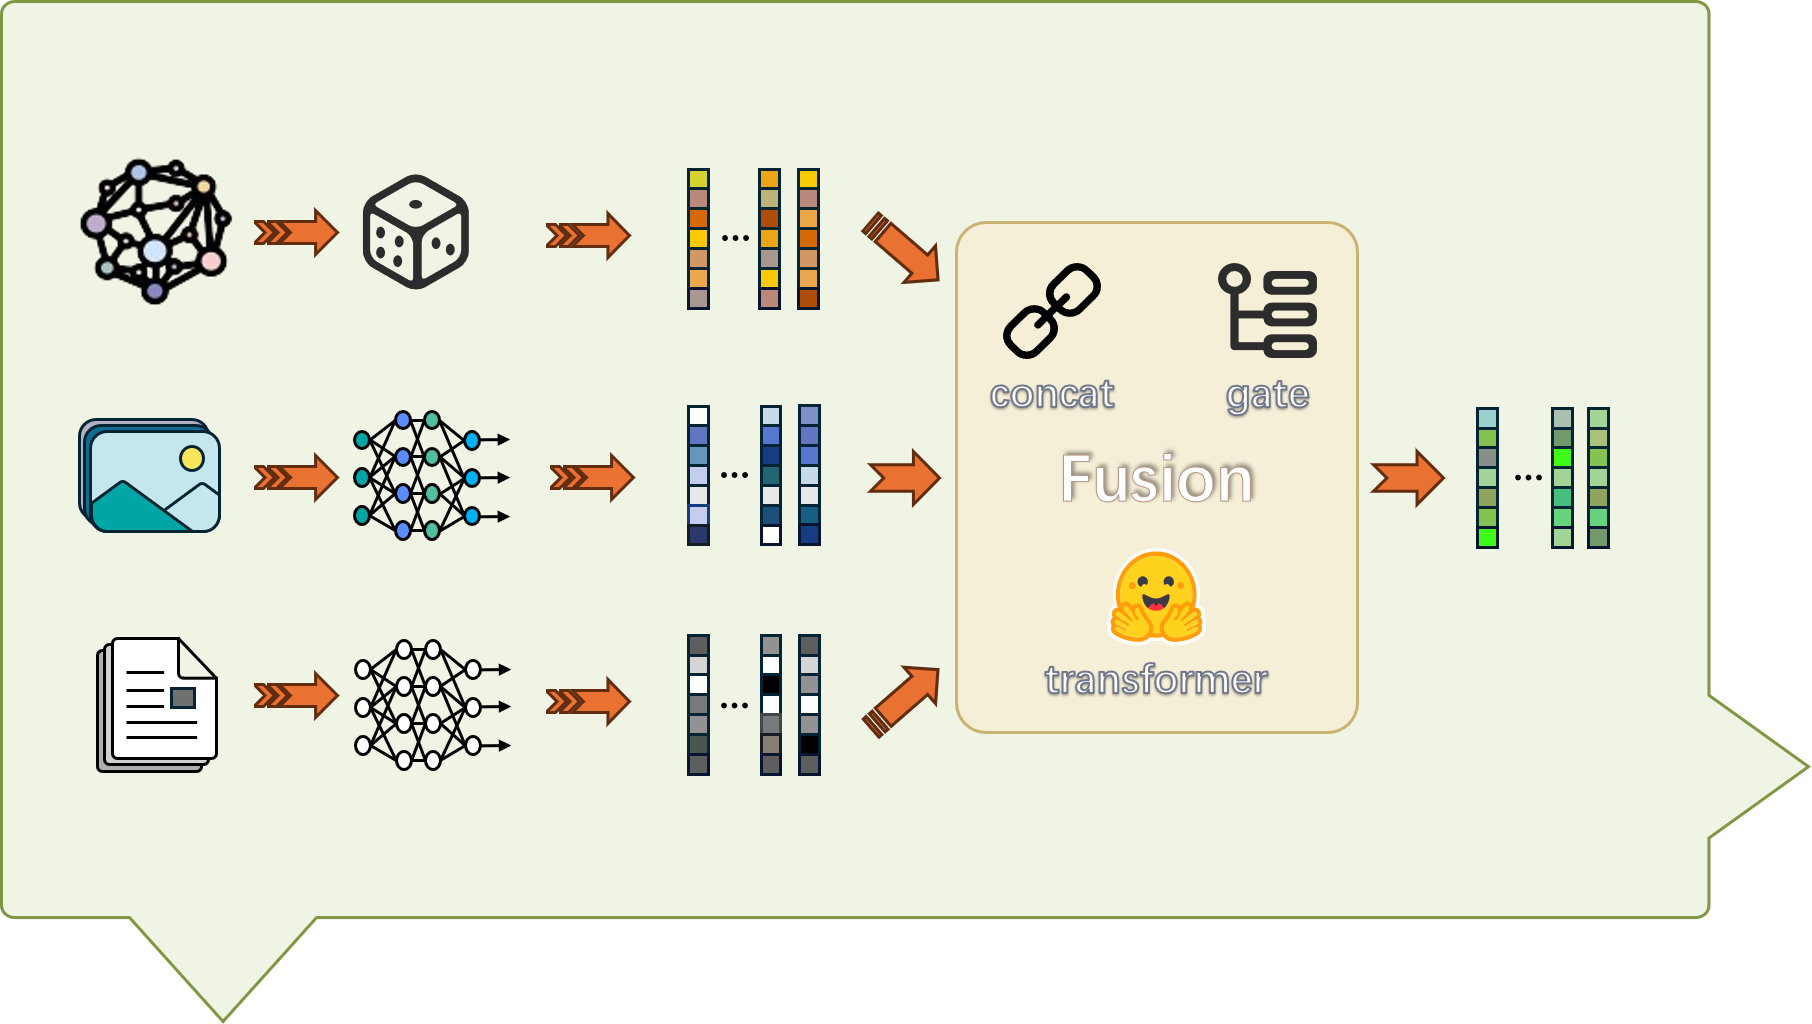 concat
gate
Fusion
transformer